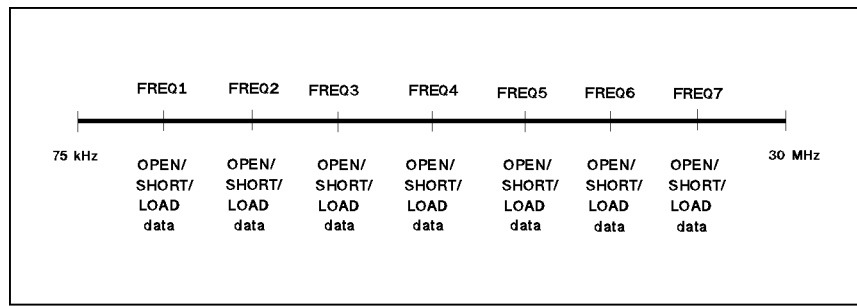 FREQ1 FREQ2 FREQ3 FREQ4 FREQ5 FREQ6 FREQ7
75 kHz 30 MHz
OPEN/ OPEN/ OPEN/ OPEN/ OPEN/ OPEN/ OPEN/
SHORT/ SHORT/ SHORT/ SHORT/ SHORT/ SHORT/ SHORT/
LOAD LOAD LOAD LOAD LOAD LOAD LOAD
data data data data data data data